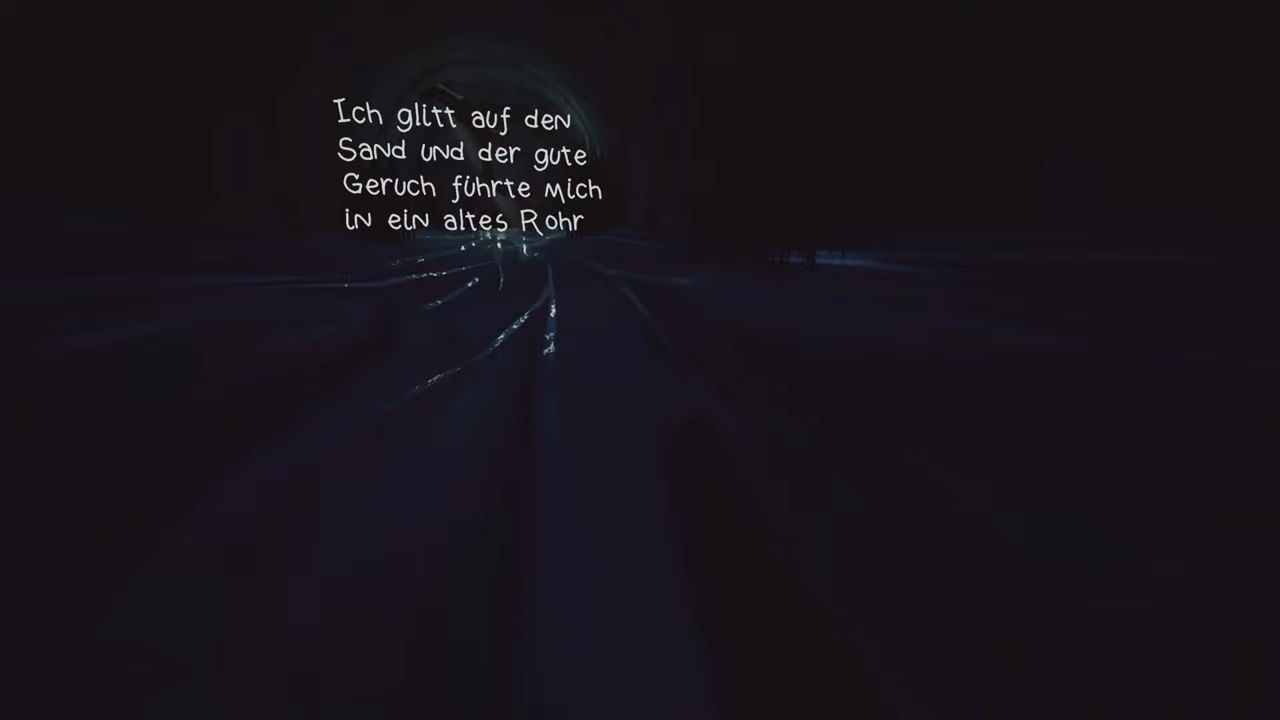 Ich glitt auf den
Sand und der gute
Geruch führte mich
in ein altes Rohr